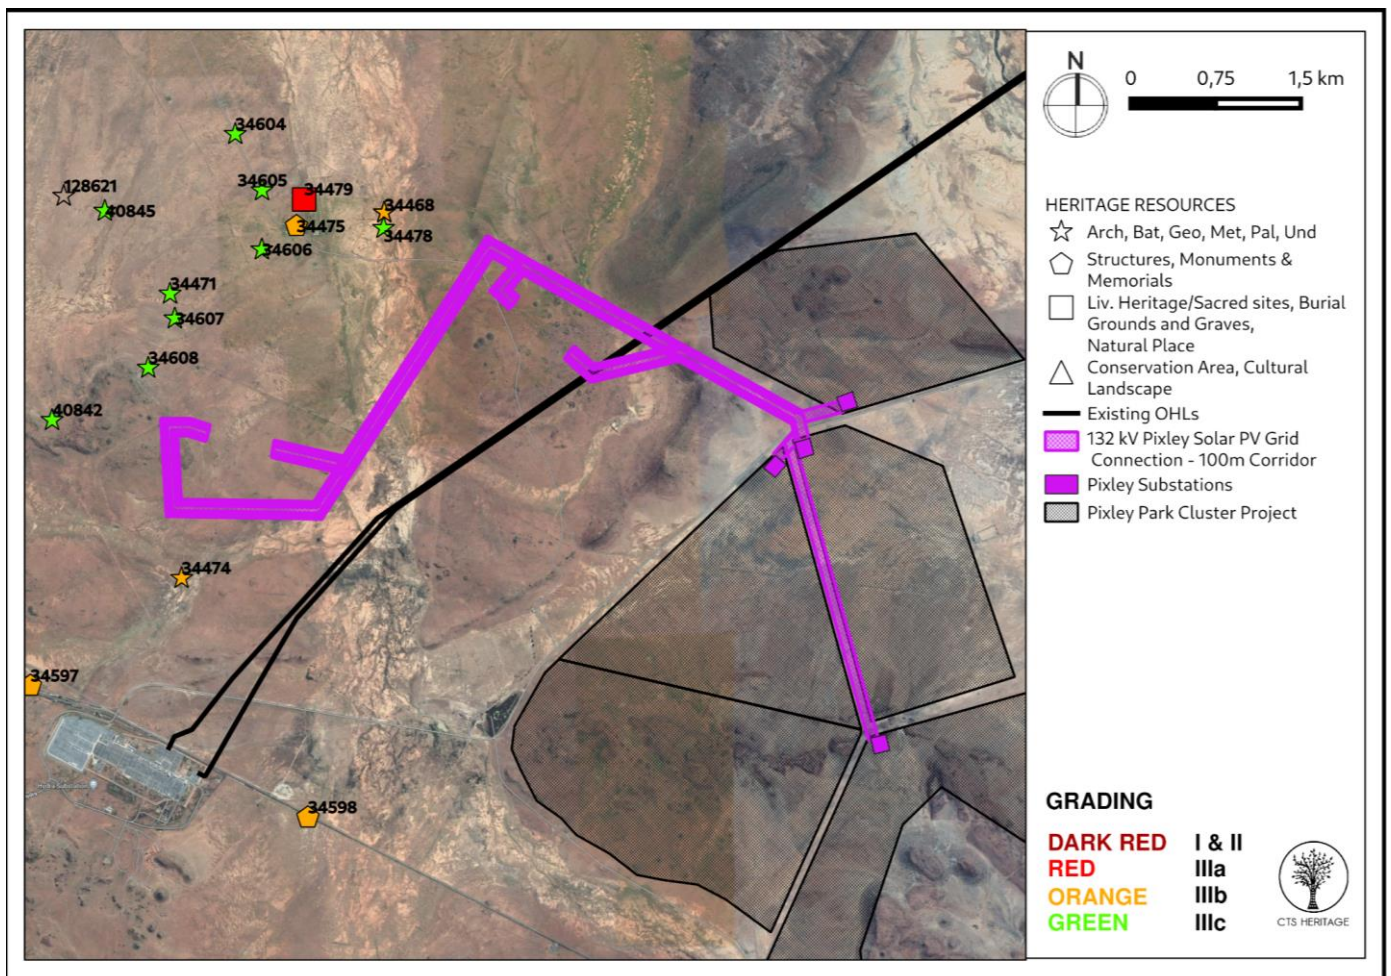 34604
128621
40845
34605
34479
34475
34606
34468
34478
34471
34607
34608
40842
34474
34597
Hydra Substation
34598
N
0 0,75 1,5 km
HERITAGE RESOURCES
Arch, Bat, Geo, Met, Pal, Und
Structures, Monuments &
Memorials
Liv. Heritage/Sacred sites, Burial
Grounds and Graves,
Natural Place
Conservation Area, Cultural
Landscape
Existing OHLs
132 kV Pixley Solar PV Grid
Connection - 100m Corridor
Pixley Substations
Pixley Park Cluster Project
GRADING
DARK RED I & II
RED IIIa
ORANGE IIIb
GREEN IIIc
CTS HERITAGE